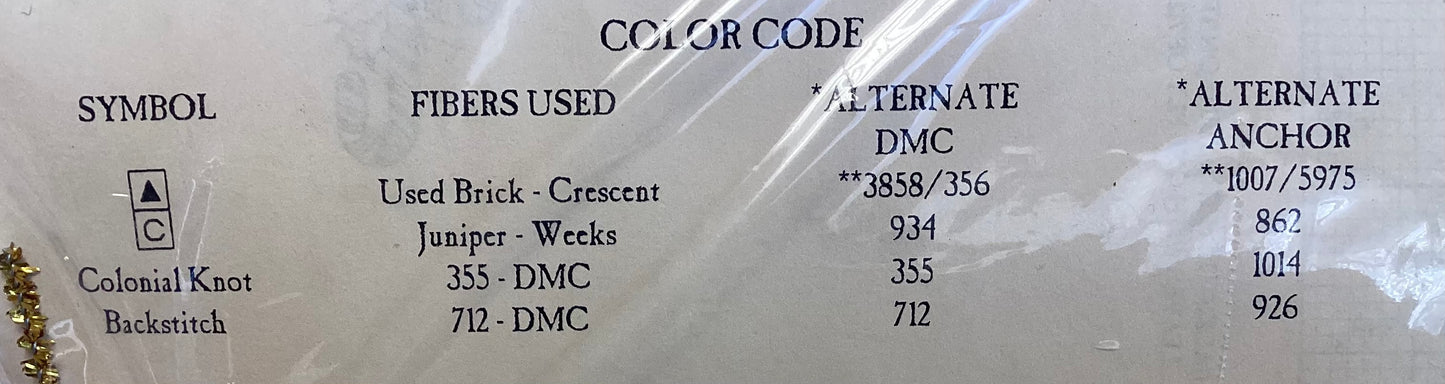 COLOR CODE
SYMBOL FIBERS USED *ALTERNATE DMC *ALTERNATE ANCHOR
▲ Used Brick - Crescent **3858/356 **1007/5975
C Juniper - Weeks 934 862
Colonial Knot 355 - DMC 355 1014
Backstitch 712 - DMC 712 926